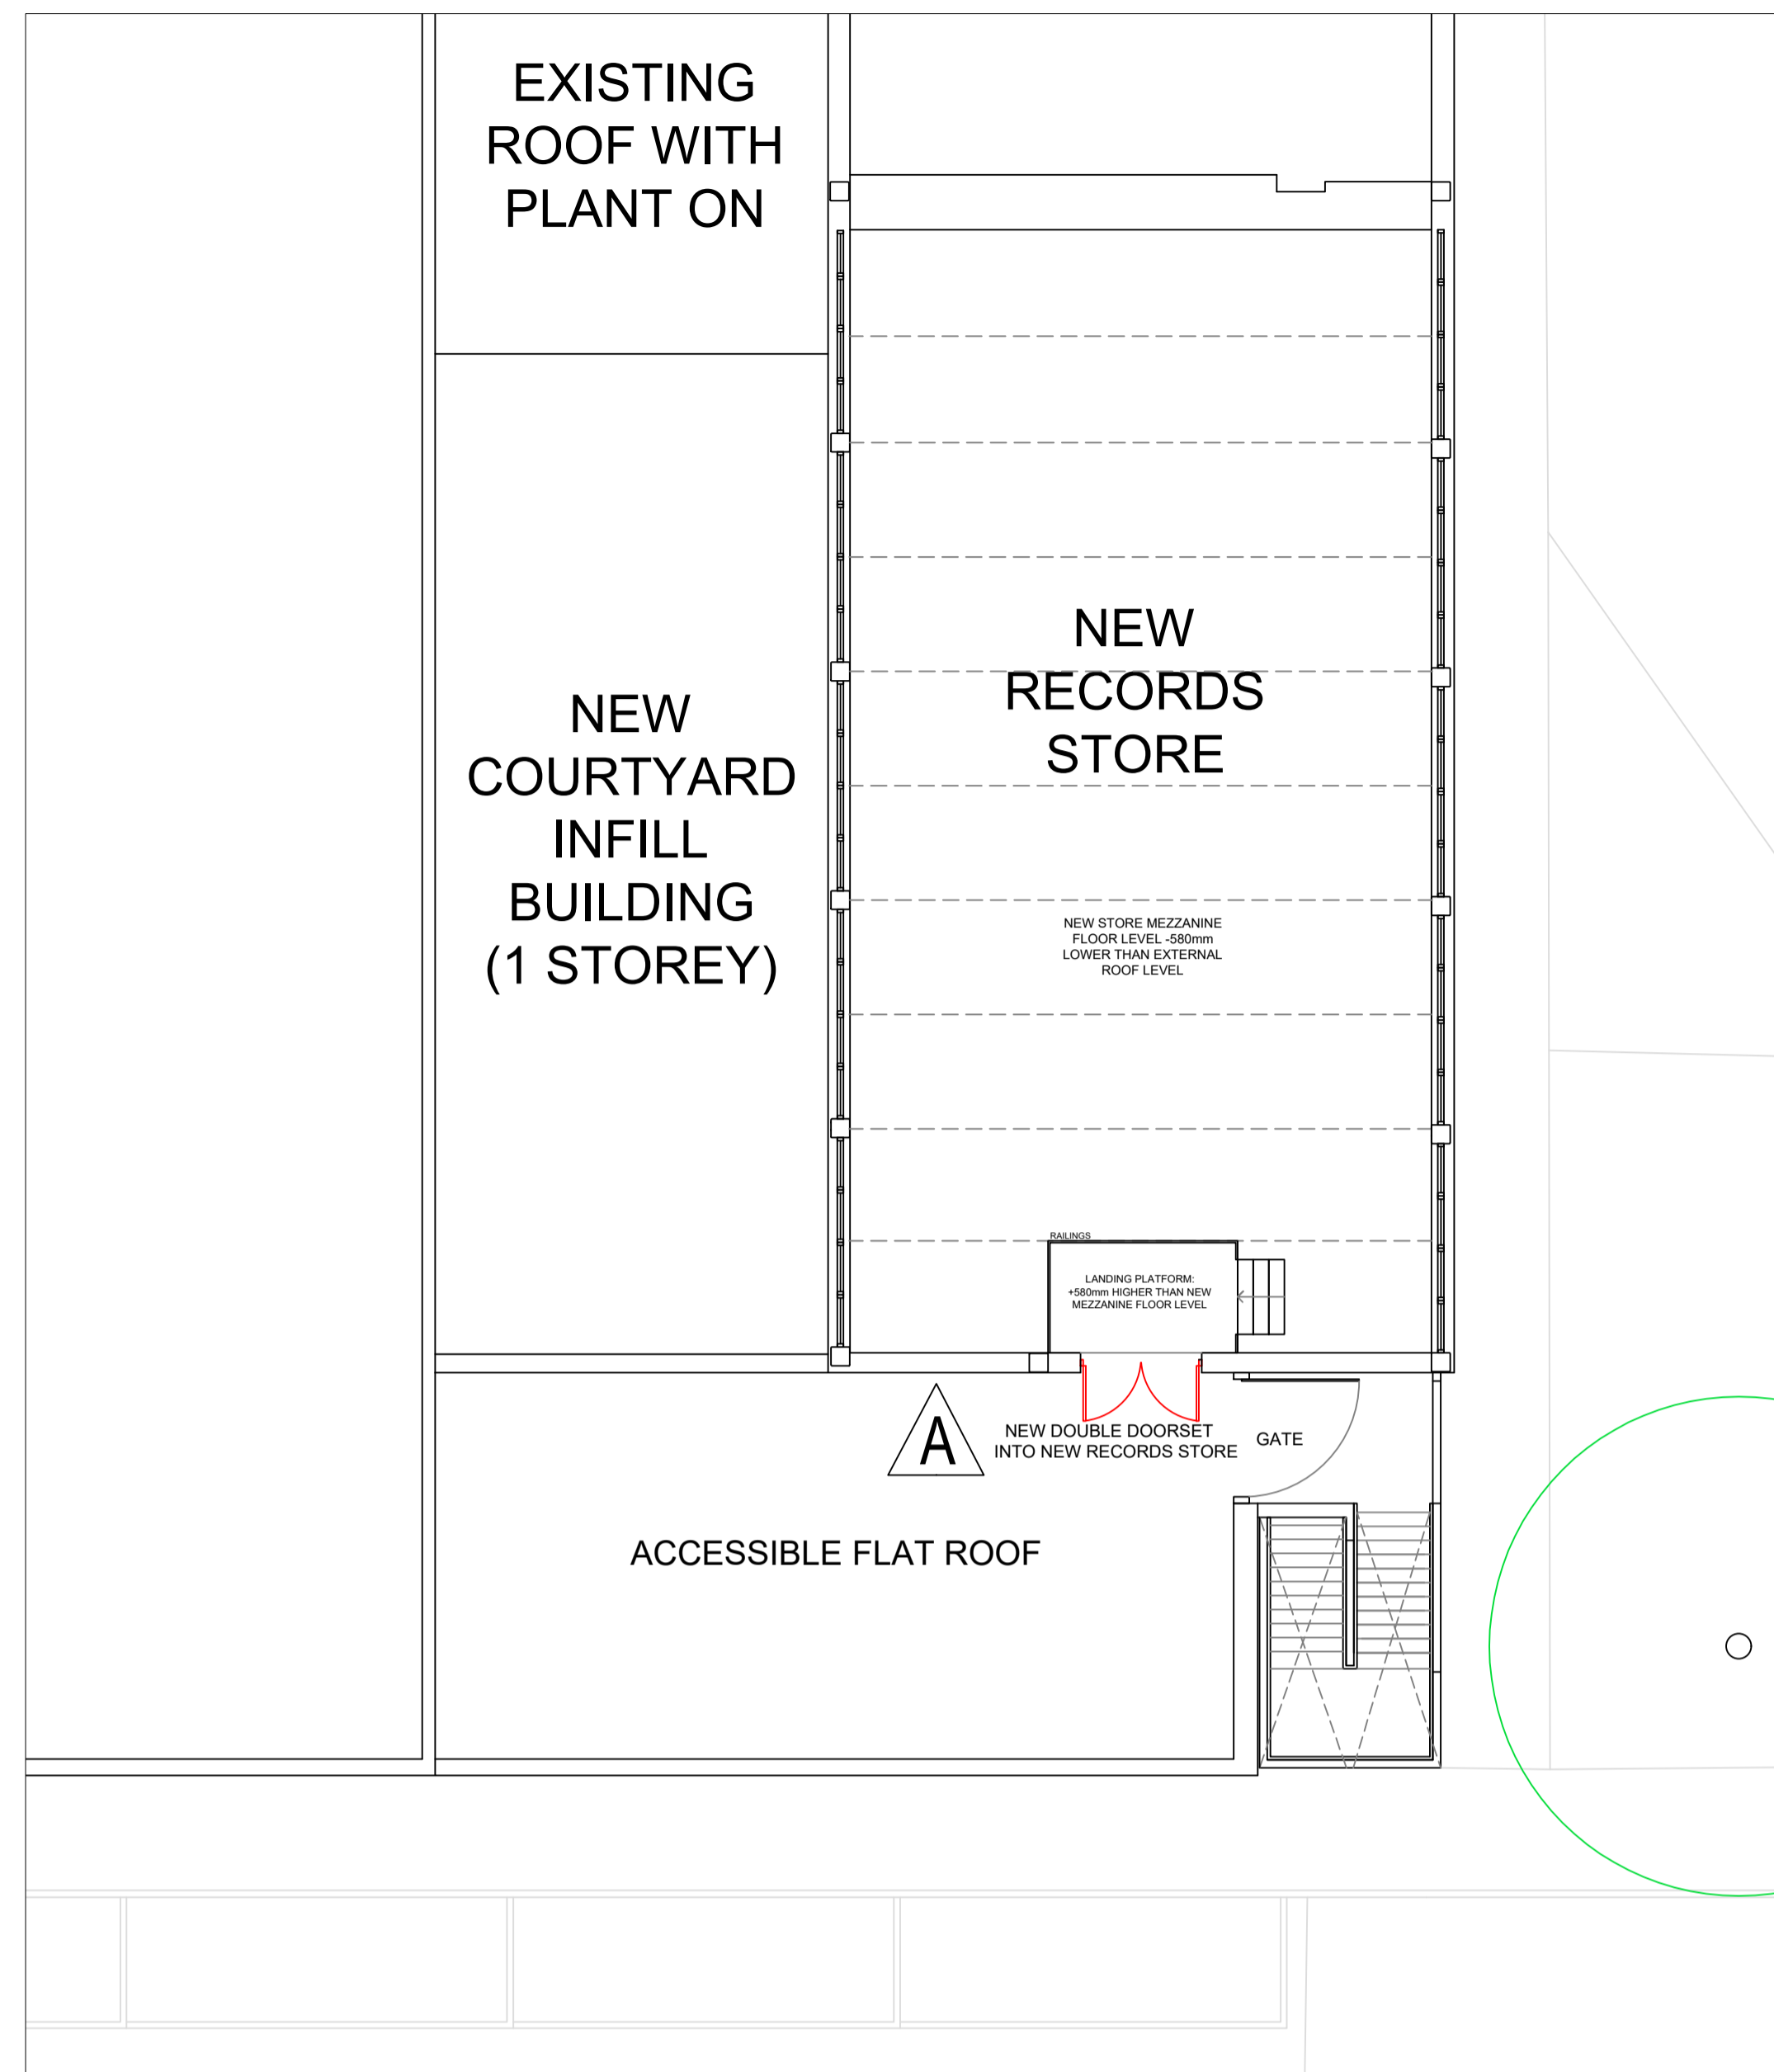 EXISTING
ROOF WITH
PLANT ON
NEW
RECORDS
STORE
NEW
COURTYARD
INFILL
BUILDING
(1 STOREY)
NEW STORE MEZZANINE
FLOOR LEVEL -580mm
LOWER THAN EXTERNAL
ROOF LEVEL
RAILINGS
LANDING PLATFORM:
+580mm HIGHER THAN NEW
MEZZANINE FLOOR LEVEL
A
NEW DOUBLE DOORSET
INTO NEW RECORDS STORE
GATE
ACCESSIBLE FLAT ROOF